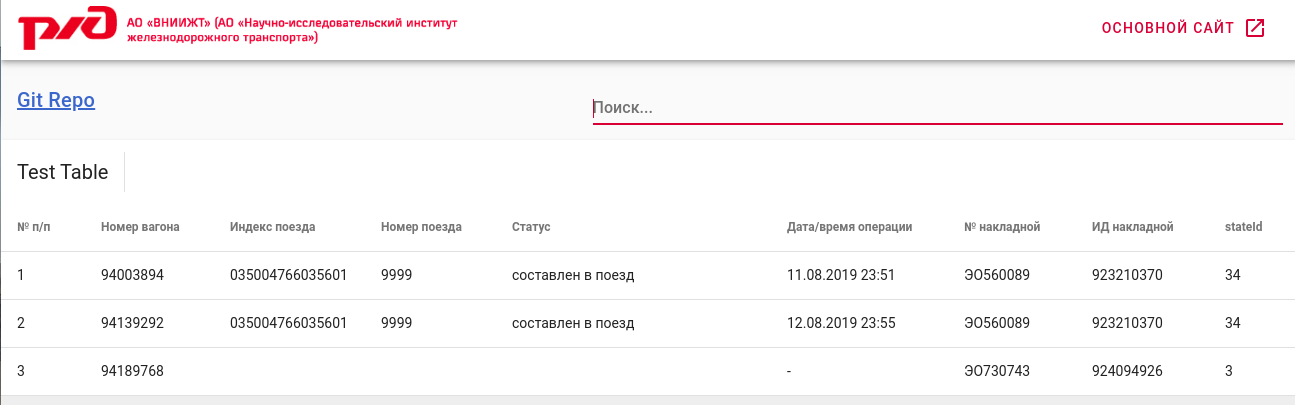 ржд АО «ВНИИЖТ» (АО «Научно-исследовательский институт
железнодорожного транспорта»)
ОСНОВНОЙ САЙТ
Git Repo
Поиск...
Test Table
№ п/п Номер вагона Индекс поезда Номер поезда Статус Дата/время операции № накладной ИД накладной stateId
1 94003894 035004766035601 9999 составлен в поезд 11.08.2019 23:51 ЭО560089 923210370 34
2 94139292 035004766035601 9999 составлен в поезд 12.08.2019 23:55 ЭО560089 923210370 34
3 94189768 - ЭО730743 924094926 3